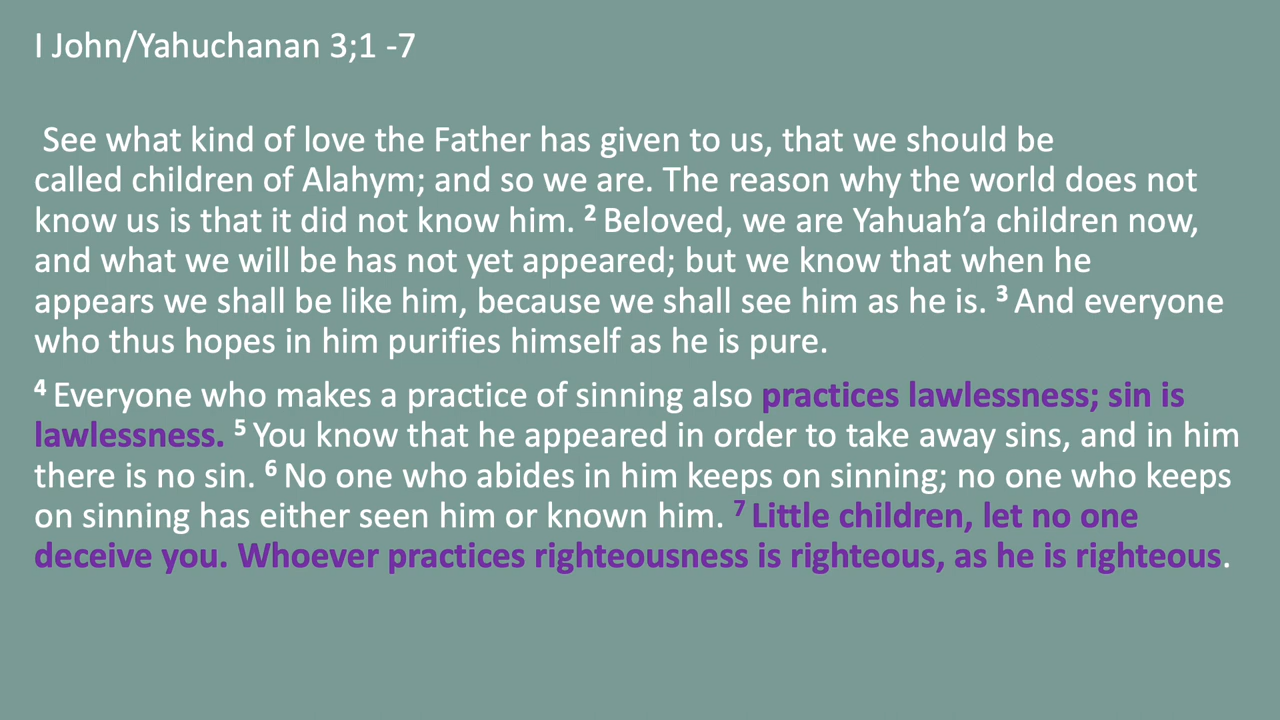 I John/Yahuchanan 3;1 -7
See what kind of love the Father has given to us, that we should be
called children of Alahym; and so we are. The reason why the world does not
know us is that it did not know him. 2 Beloved, we are Yahuah’a children now,
and what we will be has not yet appeared; but we know that when he
appears we shall be like him, because we shall see him as he is. 3 And everyone
who thus hopes in him purifies himself as he is pure.
4 Everyone who makes a practice of sinning also practices lawlessness; sin is
lawlessness. 5 You know that he appeared in order to take away sins, and in him
there is no sin. 6 No one who abides in him keeps on sinning; no one who keeps
on sinning has either seen him or known him. 7 Little children, let no one
deceive you. Whoever practices righteousness is righteous, as he is righteous.